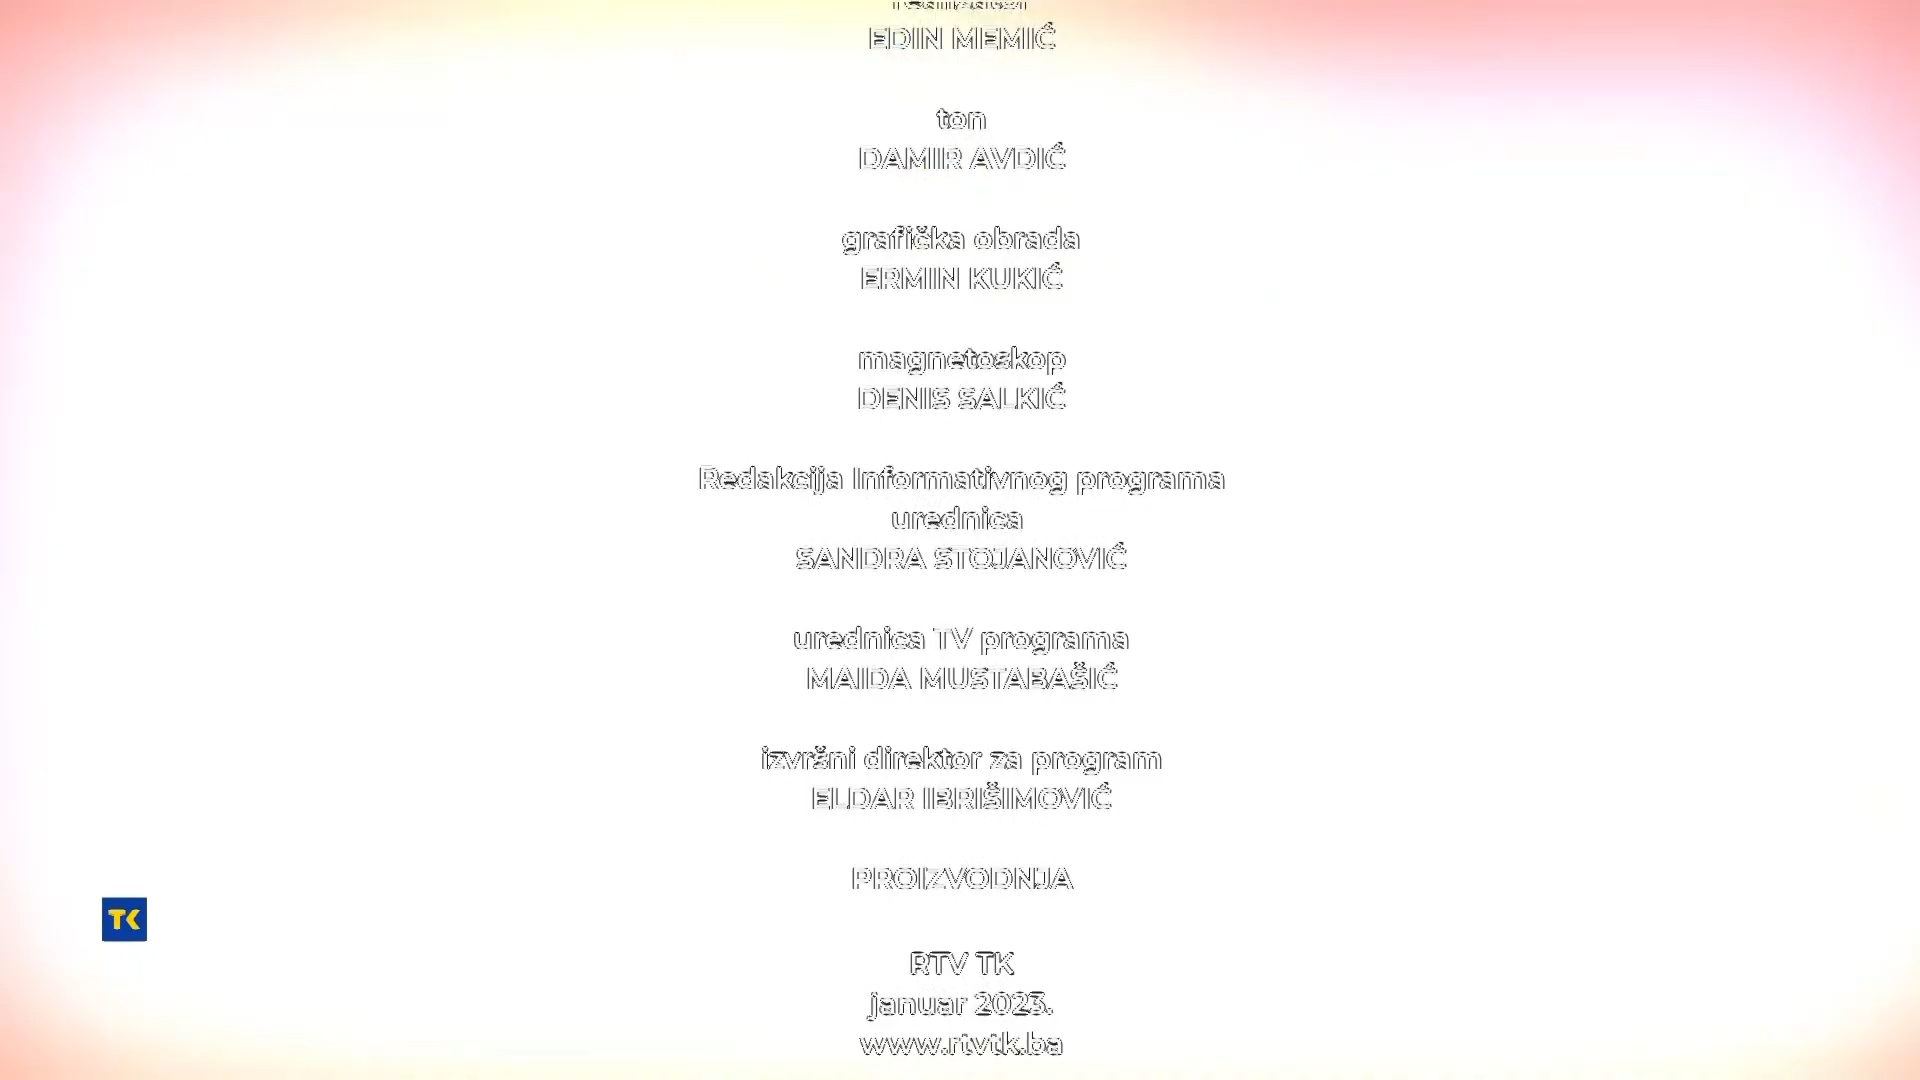 EDIN MEMIĆ
ton
DAMIR AVDIĆ
grafička obrada
ERMIN KUKIĆ
magnetoskop
DENIS SALKIĆ
Redakcija Informativnog programa
urednica
SANDRA STOJANOVIĆ
urednica TV programa
MAIDA MUSTABAŠIĆ
izvršni direktor za program
ELDAR IBRIŠIMOVIĆ
PROIZVODNJA
TK
RTV TK
januar 2023.
www.rtvtk.ba